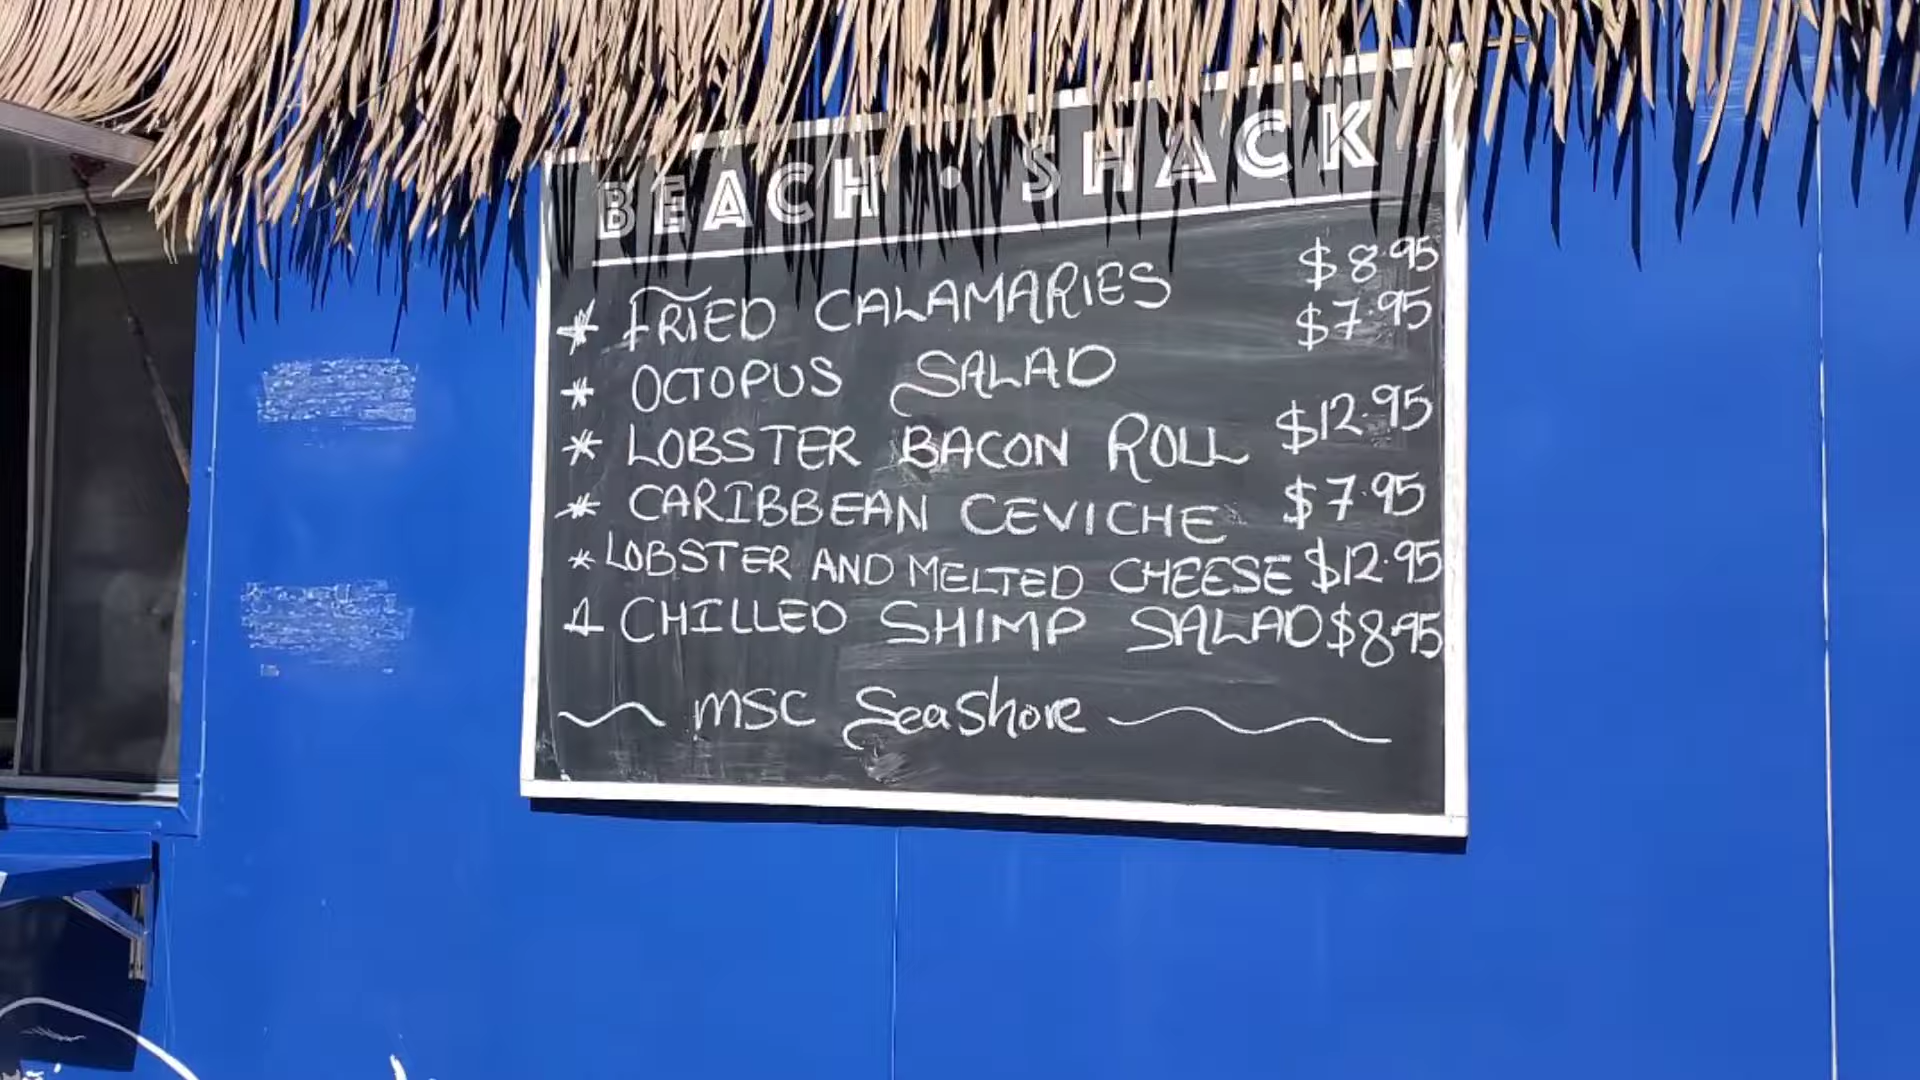 BEACH · SHACK
* FRIED CALAMARIES $8.95
* OCTOPUS SALAD $7.95
* LOBSTER BACON ROLL $12.95
* CARIBBEAN CEVICHE $7.95
* LOBSTER AND MELTED CHEESE $12.95
* CHILLED SHIMP SALAD $8.95
MSC SeaShore